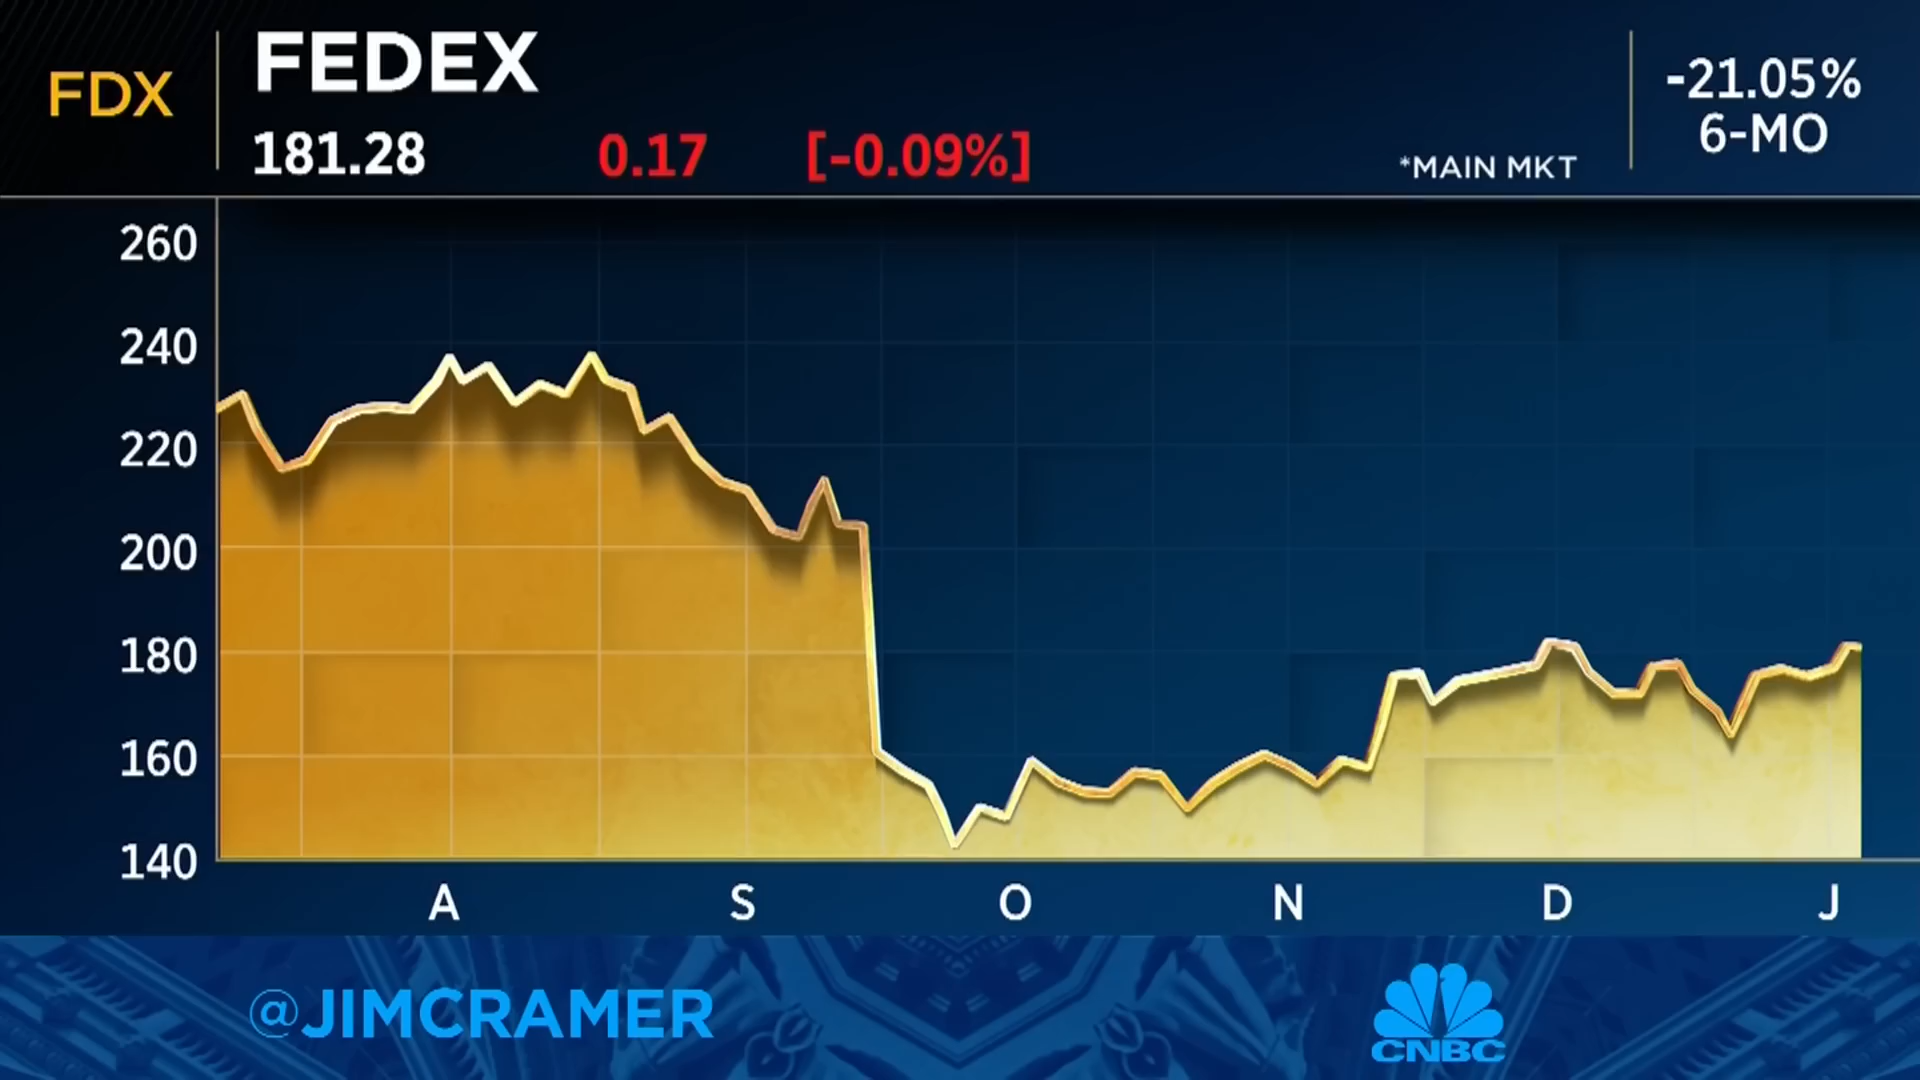 FDX
FEDEX
181.28 0.17 [-0.09%]
*MAIN MKT
-21.05%
6-MO
260
240
220
200
180
160
140
A S O N D J
@JIMCRAMER
CNBC